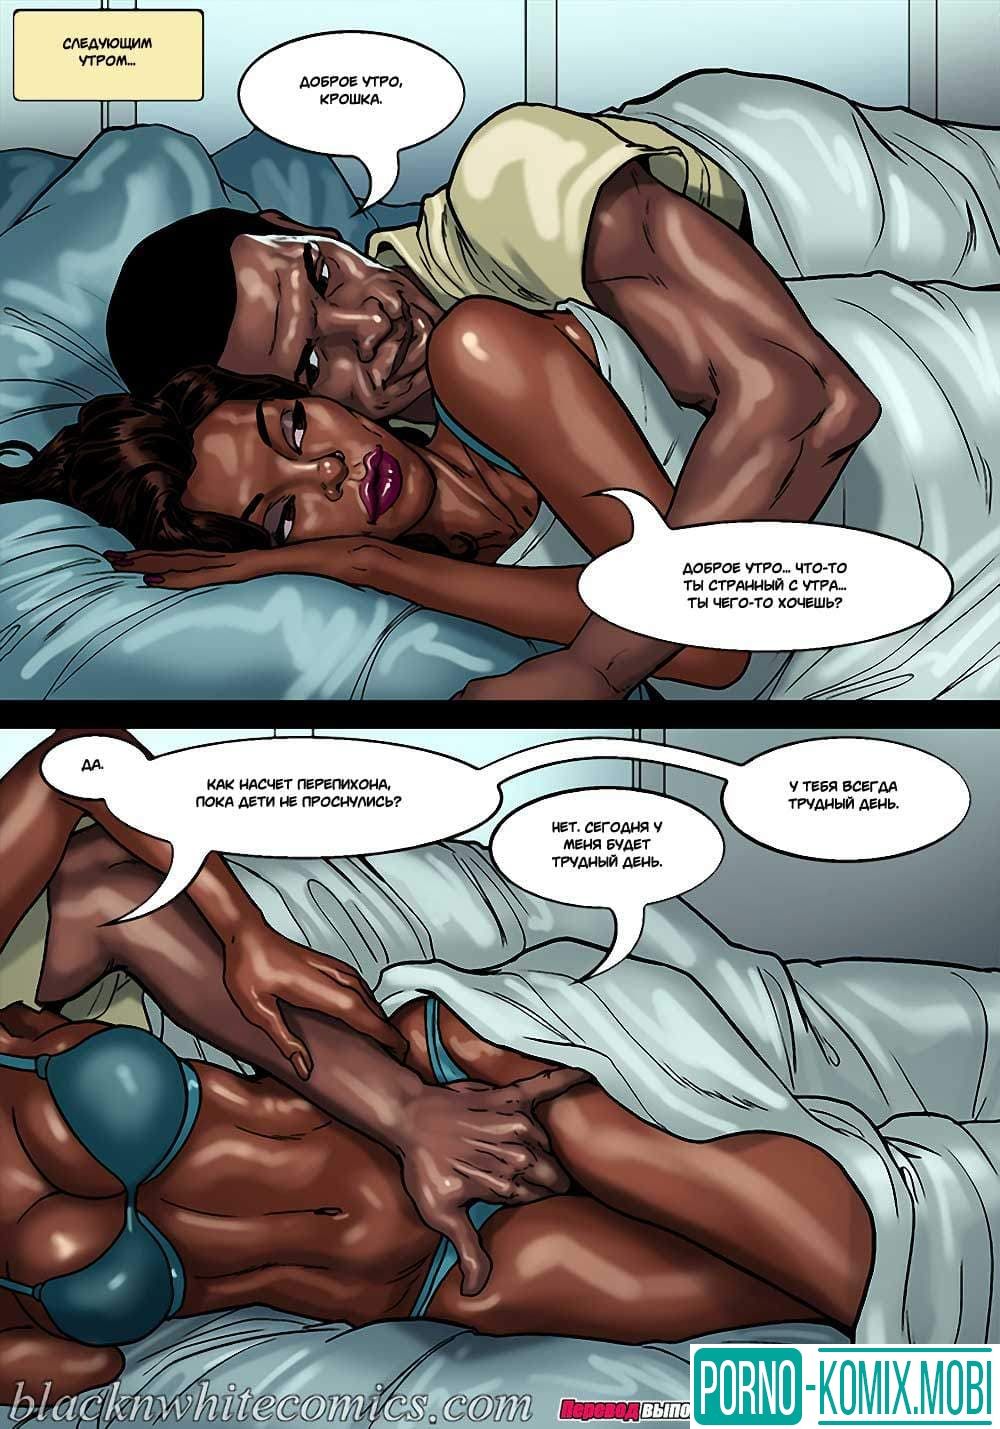 СЛЕДУЮЩИМ
УТРОМ...
ДОБРОЕ УТРО,
КРОШКА.
ДОБРОЕ УТРО... ЧТО-ТО
ТЫ СТРАННЫЙ С УТРА...
ТЫ ЧЕГО-ТО ХОЧЕШЬ?
ДА.
КАК НАСЧЕТ ПЕРЕПИХОНА,
ПОКА ДЕТИ НЕ ПРОСНУЛИСЬ?
НЕТ. СЕГОДНЯ У
МЕНЯ БУДЕТ
ТРУДНЫЙ ДЕНЬ.
У ТЕБЯ ВСЕГДА
ТРУДНЫЙ ДЕНЬ.
blacknwhitecomics.com
Перевод
PORNO-KOMIX.MOBI